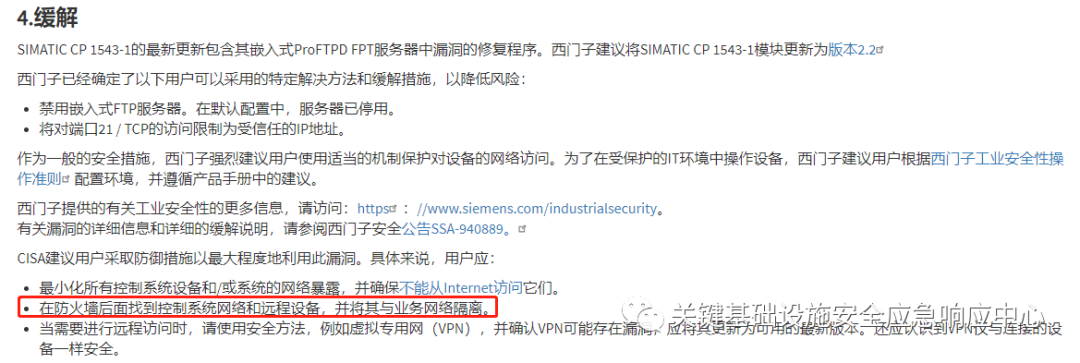 4.缓解
SIMATIC CP 1543-1的最新更新包含其嵌入式ProFTPD FPT服务器中漏洞的修复程序。西门子建议将SIMATIC CP 1543-1模块更新为版本2.2
西门子已经确定了以下用户可以采用的特定解决方法和缓解措施，以降低风险：
• 禁用嵌入式FTP服务器。在默认配置中，服务器已停用。
• 将对端口21 / TCP的访问限制为受信任的IP地址。
作为一般的安全措施，西门子强烈建议用户使用适当的机制保护对设备的网络访问。为了在受保护的IT环境中操作设备，西门子建议用户根据西门子工业安全性操
作准则 配置环境，并遵循产品手册中的建议。
西门子提供的有关工业安全性的更多信息，请访问：https ：//www.siemens.com/industrialsecurity。
有关漏洞的详细信息和详细的缓解说明，请参阅西门子安全公告SSA-940889。
CISA建议用户采取防御措施以最大程度地利用此漏洞。具体来说，用户应：
• 最小化所有控制系统设备和/或系统的网络暴露，并确保不能从Internet访问它们。
• 在防火墙后面找到控制系统网络和远程设备，并将其与业务网络隔离。
关键基础设施安全应急响应中心
• 当需要进行远程访问时，请使用安全方法，例如虚拟专用网（VPN），并确认VPN可能存在漏洞，应将其更新为可用的最新版本。还应认识到VPN仅与连接的设
备一样安全。